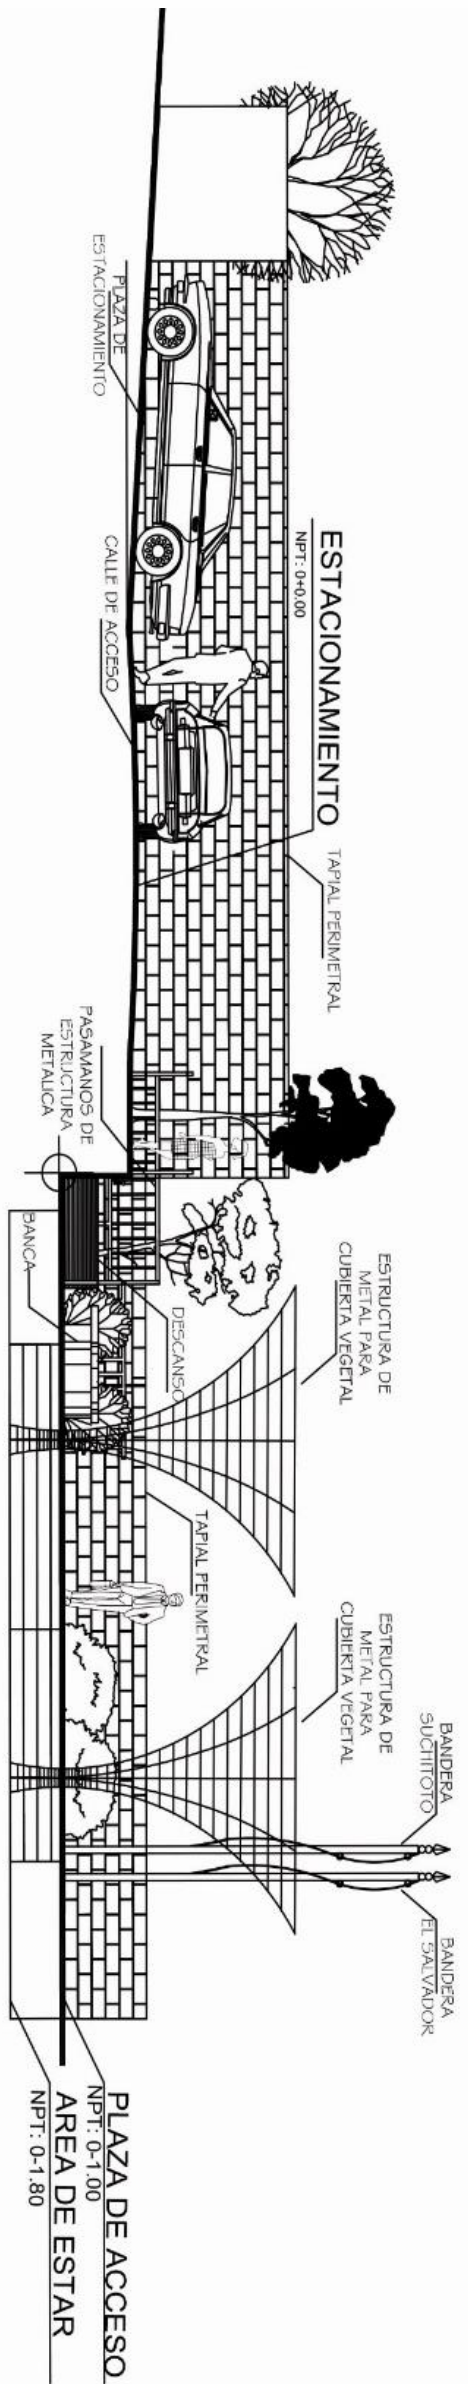 PLAZA DE
ESTACIONAMIENTO
CALLE DE ACCESO
ESTACIONAMIENTO
NPT: 0+0.00
TAPIAL PERIMETRAL
PASAMANOS DE
ESTRUCTURA
METALICA
BANCA
DESCANSO
ESTRUCTURA DE
METAL PARA
CUBIERTA VEGETAL
TAPIAL PERIMETRAL
ESTRUCTURA DE
METAL PARA
CUBIERTA VEGETAL
BANDERA
SUCHITOTO
BANDERA
EL SALVADOR
PLAZA DE ACCESO
NPT: 0-1.00
AREA DE ESTAR
NPT: 0-1.80